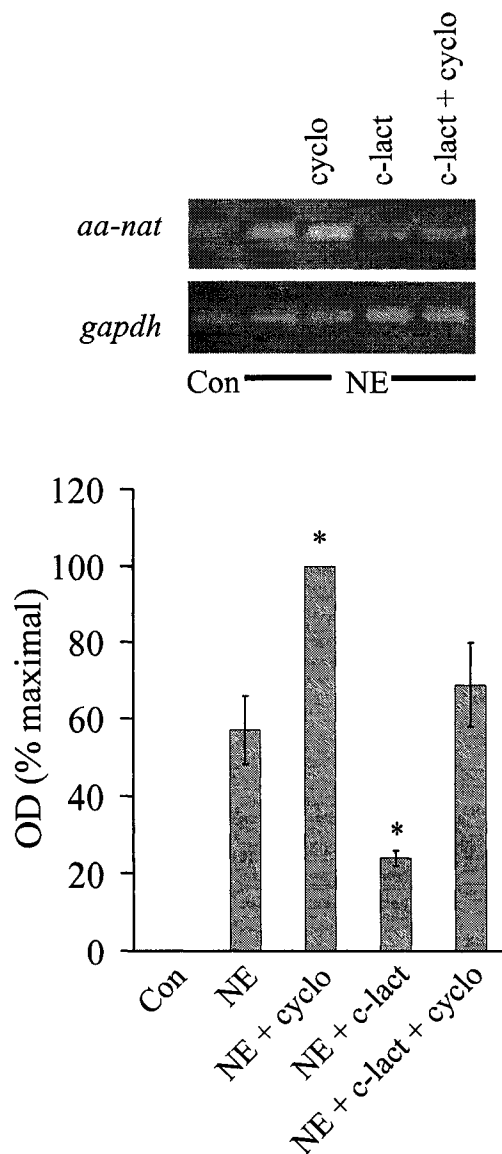 cyclo
c-lact
c-lact + cyclo
aa-nat
gapdh
Con
NE
120
100
80
60
40
20
0
OD (% maximal)
*
*
Con
NE
NE + cyclo
NE + c-lact
NE + c-lact + cyclo